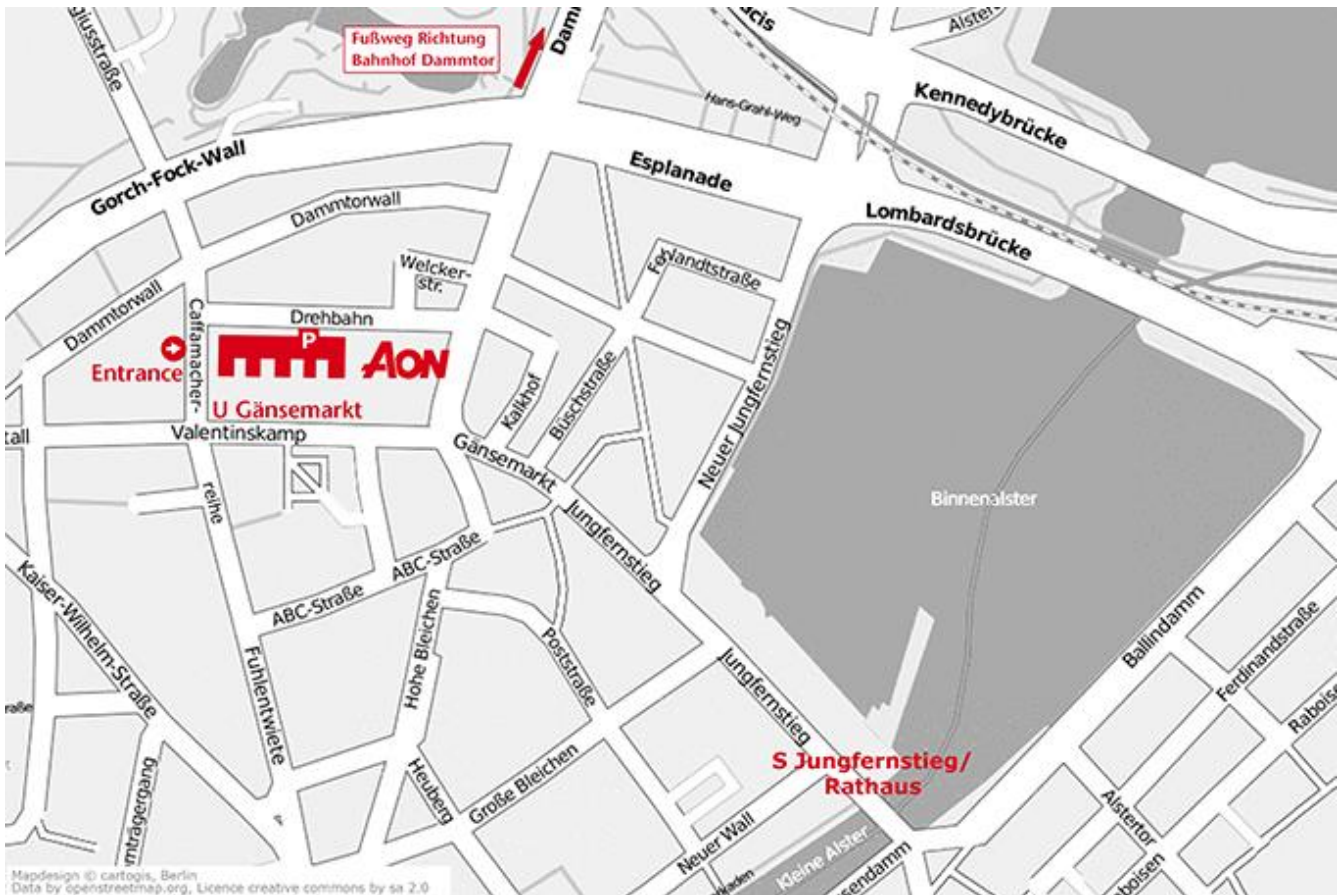 Fußweg Richtung
Bahnhof Dammtor
Alstertor
Kennedybrücke
Hans-Grahl-Weg
Esplanade
Gorch-Fock-Wall
Dammtorwall
Lombardsbrücke
Welcker-
str.
Dammtorwall
Caffamacher-
Drehbahn
P
AON
Entrance
U Gänsemarkt
Valentinskamp
Kalkhof
Büschstraße
Neuer Jungfernstieg
Gänsemarkt
Binnenalster
reihe
Jungfernstieg
ABC-Straße
ABC-Straße
Kaiser-Wilhelm-Straße
Fuhlentwiete
Hohe Bleichen
Poststraße
Jungfernstieg
Ballindamm
Ferdinandstraße
S Jungfernstieg/
Rathaus
Heuberg
Große Bleichen
Neuer Wall
Kleine Alster
Alstertor
Mapdesign © cartogis, Berlin
Data by openstreetmap.org, Licence creative commons by sa 2.0